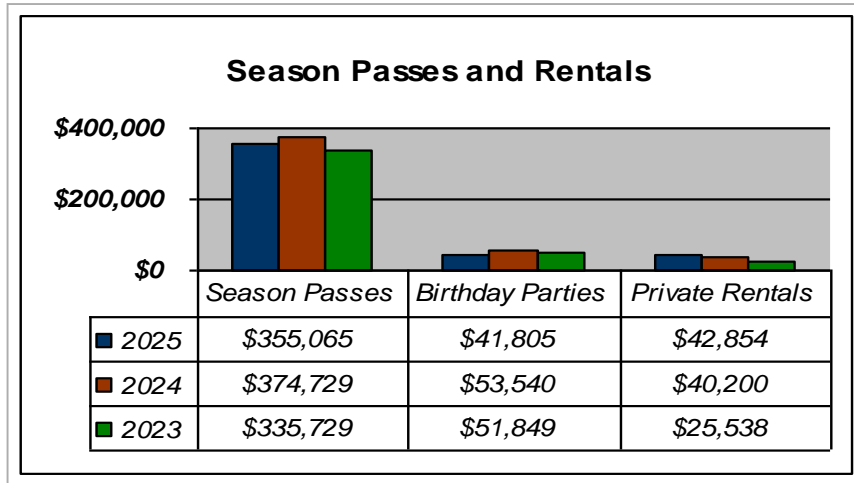 Season Passes and Rentals
$400,000
$200,000
$0
Season Passes Birthday Parties Private Rentals
2025 $355,065 $41,805 $42,854
2024 $374,729 $53,540 $40,200
2023 $335,729 $51,849 $25,538